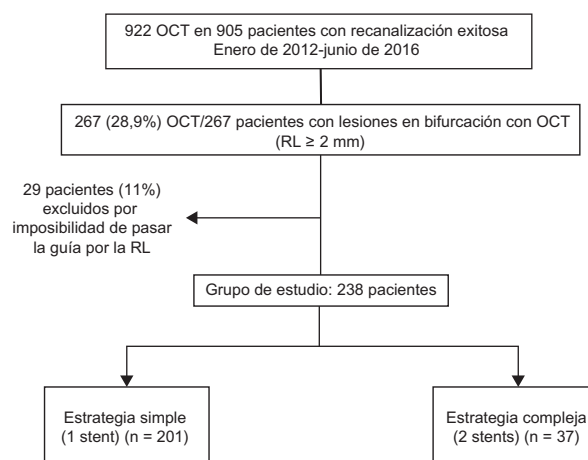 922 OCT en 905 pacientes con recanalización exitosa
Enero de 2012-junio de 2016
267 (28,9%) OCT/267 pacientes con lesiones en bifurcación con OCT
(RL ≥ 2 mm)
29 pacientes (11%)
excluidos por
imposibilidad de pasar
la guía por la RL
Grupo de estudio: 238 pacientes
Estrategia simple
(1 stent) (n = 201)
Estrategia compleja
(2 stents) (n = 37)